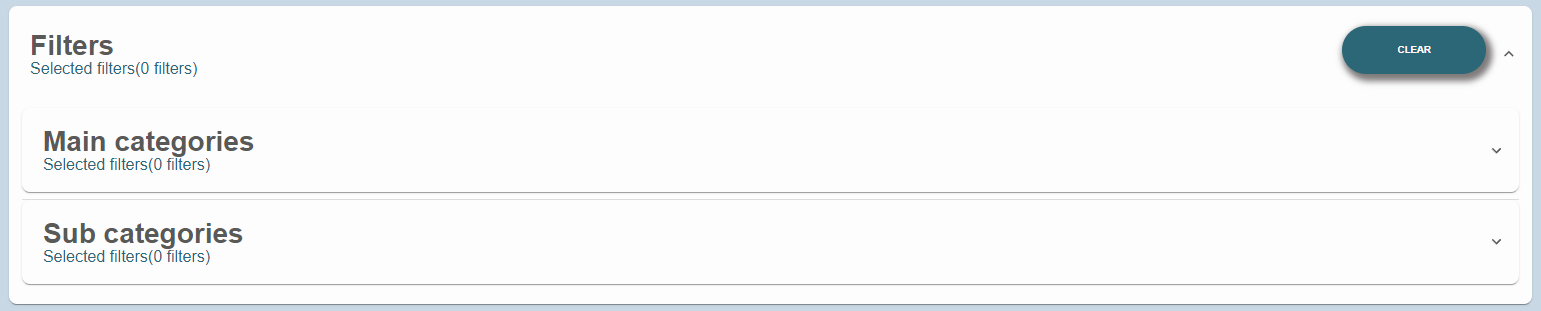 Filters
Selected filters(0 filters)
CLEAR
Main categories
Selected filters(0 filters)
Sub categories
Selected filters(0 filters)